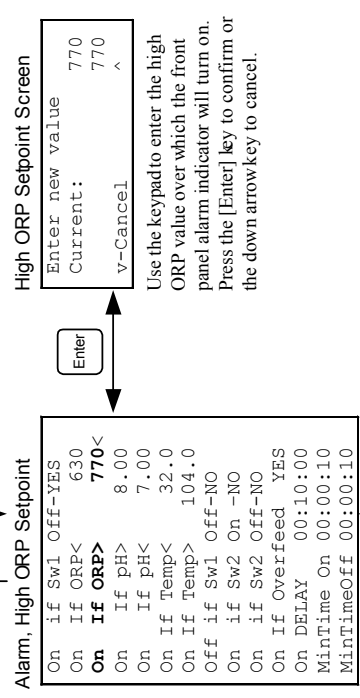 Alarm, High ORP Setpoint
On if Sw1 Off-YES
On If ORP< 630
On If ORP> 770<
On If pH> 8.00
On If pH< 7.00
On If Temp< 32.0
On If Temp> 104.0
Off if Sw1 Off-NO
On if Sw2 On -NO
On if Sw2 Off-NO
On If Overfeed YES
On DELAY 00:10:00
MinTime On 00:00:10
MinTimeOff 00:00:10
Enter
High ORP Setpoint Screen
Enter new value
Current: 770
770
v-Cancel ^
Use the keypad to enter the high
ORP value over which the front
panel alarm indicator will turn on.
Press the [Enter] key to confirm or
the down arrow key to cancel.